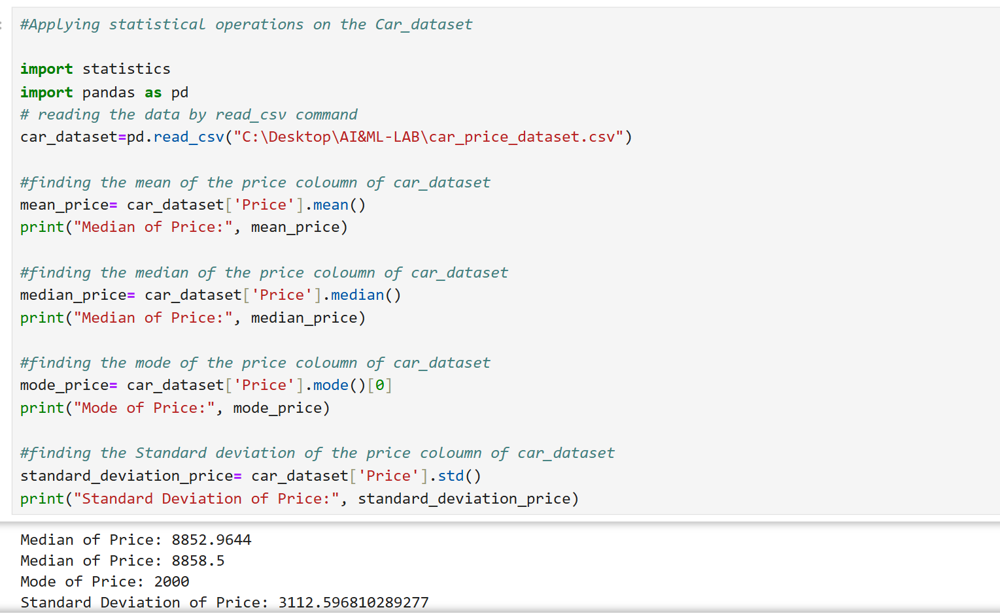 #Applying statistical operations on the Car_dataset
import statistics
import pandas as pd
# reading the data by read_csv command
car_dataset=pd.read_csv("C:\Desktop\AI&ML-LAB\car_price_dataset.csv")
#finding the mean of the price coloumn of car_dataset
mean_price= car_dataset['Price'].mean()
print("Median of Price:", mean_price)
#finding the median of the price coloumn of car_dataset
median_price= car_dataset['Price'].median()
print("Median of Price:", median_price)
#finding the mode of the price coloumn of car_dataset
mode_price= car_dataset['Price'].mode()[0]
print("Mode of Price:", mode_price)
#finding the Standard deviation of the price coloumn of car_dataset
standard_deviation_price= car_dataset['Price'].std()
print("Standard Deviation of Price:", standard_deviation_price)
Median of Price: 8852.9644
Median of Price: 8858.5
Mode of Price: 2000
Standard Deviation of Price: 3112.596810289277